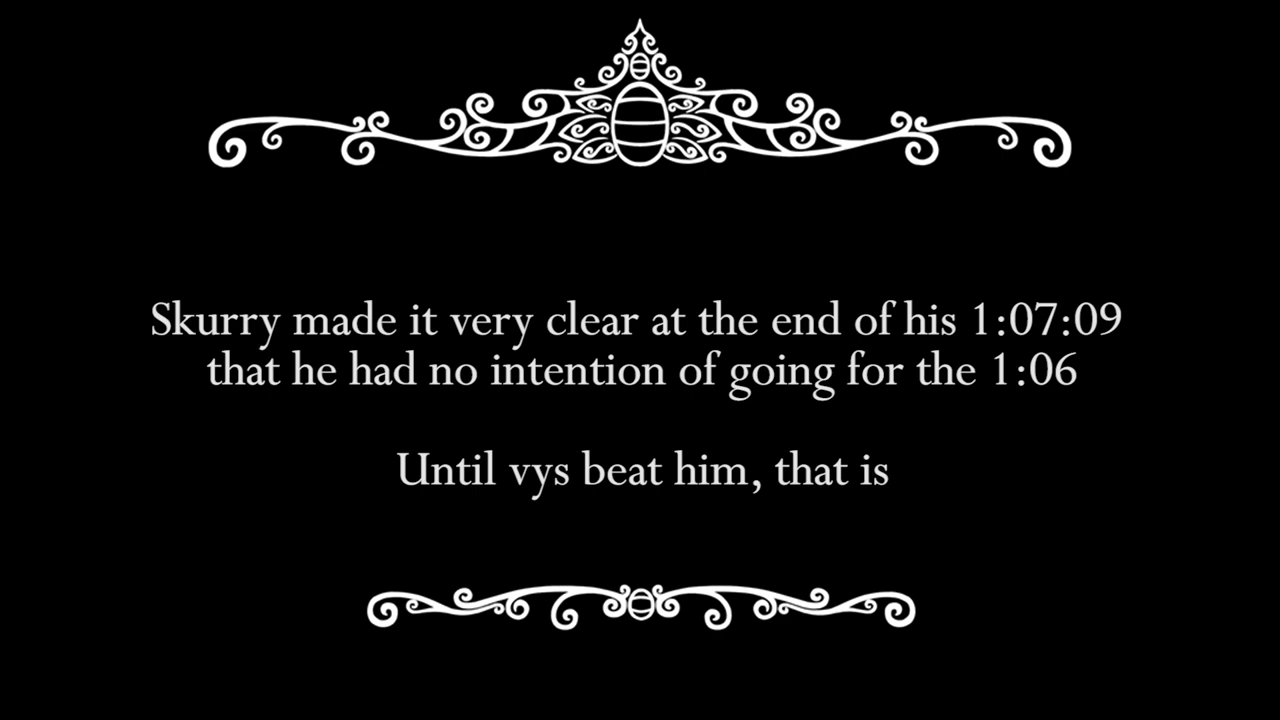 Skurry made it very clear at the end of his 1:07:09
that he had no intention of going for the 1:06
Until vys beat him, that is